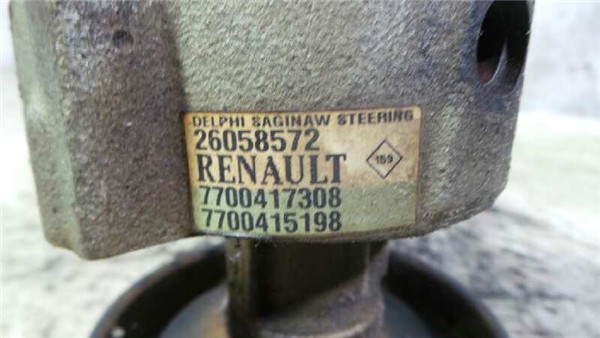 DELPHI SAGINAW STEERING
26058572
RENAULT 159
7700417308
7700415198